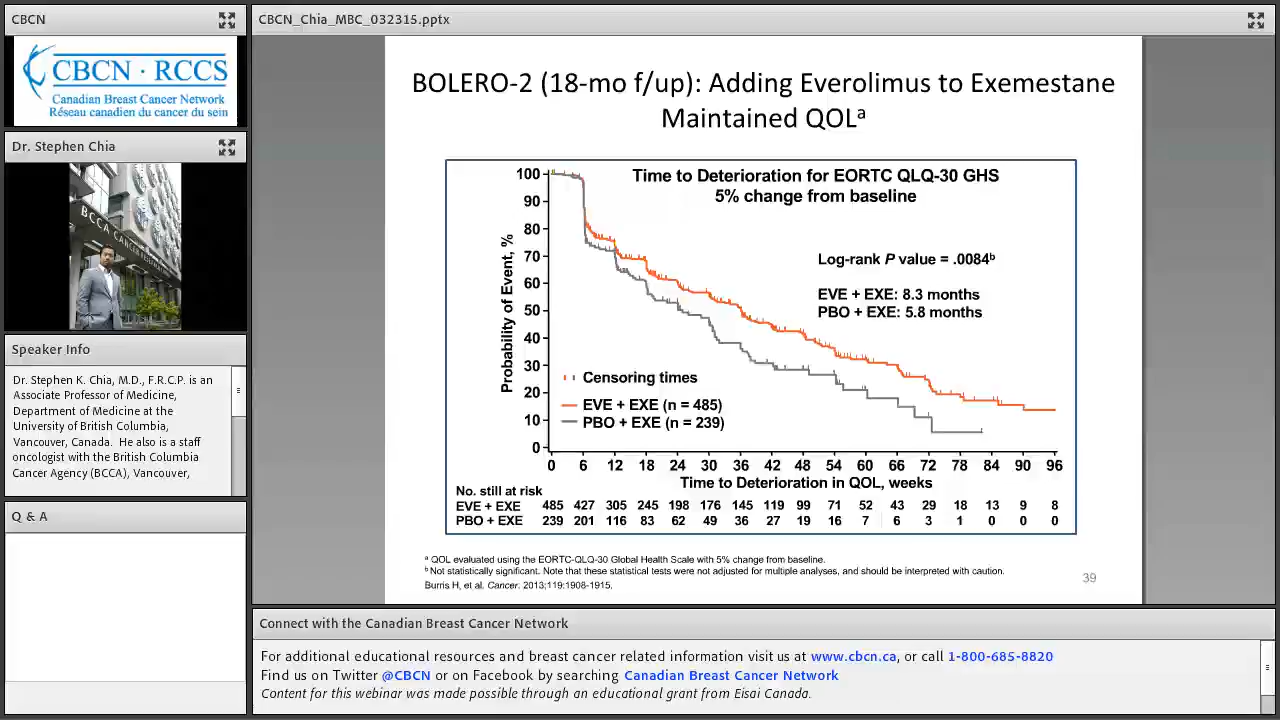 CBCN
CBCN · RCCS
Canadian Breast Cancer Network
Réseau canadien du cancer du sein
Dr. Stephen Chia
BCCA CANCER RESEARCH
Speaker Info
Dr. Stephen K. Chia, M.D., F.R.C.P. is an
Associate Professor of Medicine,
Department of Medicine at the
University of British Columbia,
Vancouver, Canada. He also is a staff
oncologist with the British Columbia
Cancer Agency (BCCA), Vancouver,
Q & A
CBCN_Chia_MBC_032315.pptx
BOLERO-2 (18-mo f/up): Adding Everolimus to Exemestane
Maintained QOLa
Time to Deterioration for EORTC QLQ-30 GHS
5% change from baseline
Probability of Event, %
100
90
80
70
60
50
40
30
20
10
0
Log-rank P value = .0084b
EVE + EXE: 8.3 months
PBO + EXE: 5.8 months
Censoring times
EVE + EXE (n = 485)
PBO + EXE (n = 239)
0 6 12 18 24 30 36 42 48 54 60 66 72 78 84 90 96
Time to Deterioration in QOL, weeks
No. still at risk
EVE + EXE 485 427 305 245 198 176 145 119 99 71 52 43 29 18 13 9 8
PBO + EXE 239 201 116 83 62 49 36 27 19 16 7 6 3 1 0 0 0
a QOL evaluated using the EORTC-QLQ-30 Global Health Scale with 5% change from baseline.
b Not statistically significant. Note that these statistical tests were not adjusted for multiple analyses, and should be interpreted with caution.
Burris H, et al. Cancer. 2013;119:1908-1915.
39
Connect with the Canadian Breast Cancer Network
For additional educational resources and breast cancer related information visit us at www.cbcn.ca, or call 1-800-685-8820
Find us on Twitter @CBCN or on Facebook by searching Canadian Breast Cancer Network
Content for this webinar was made possible through an educational grant from Eisai Canada.